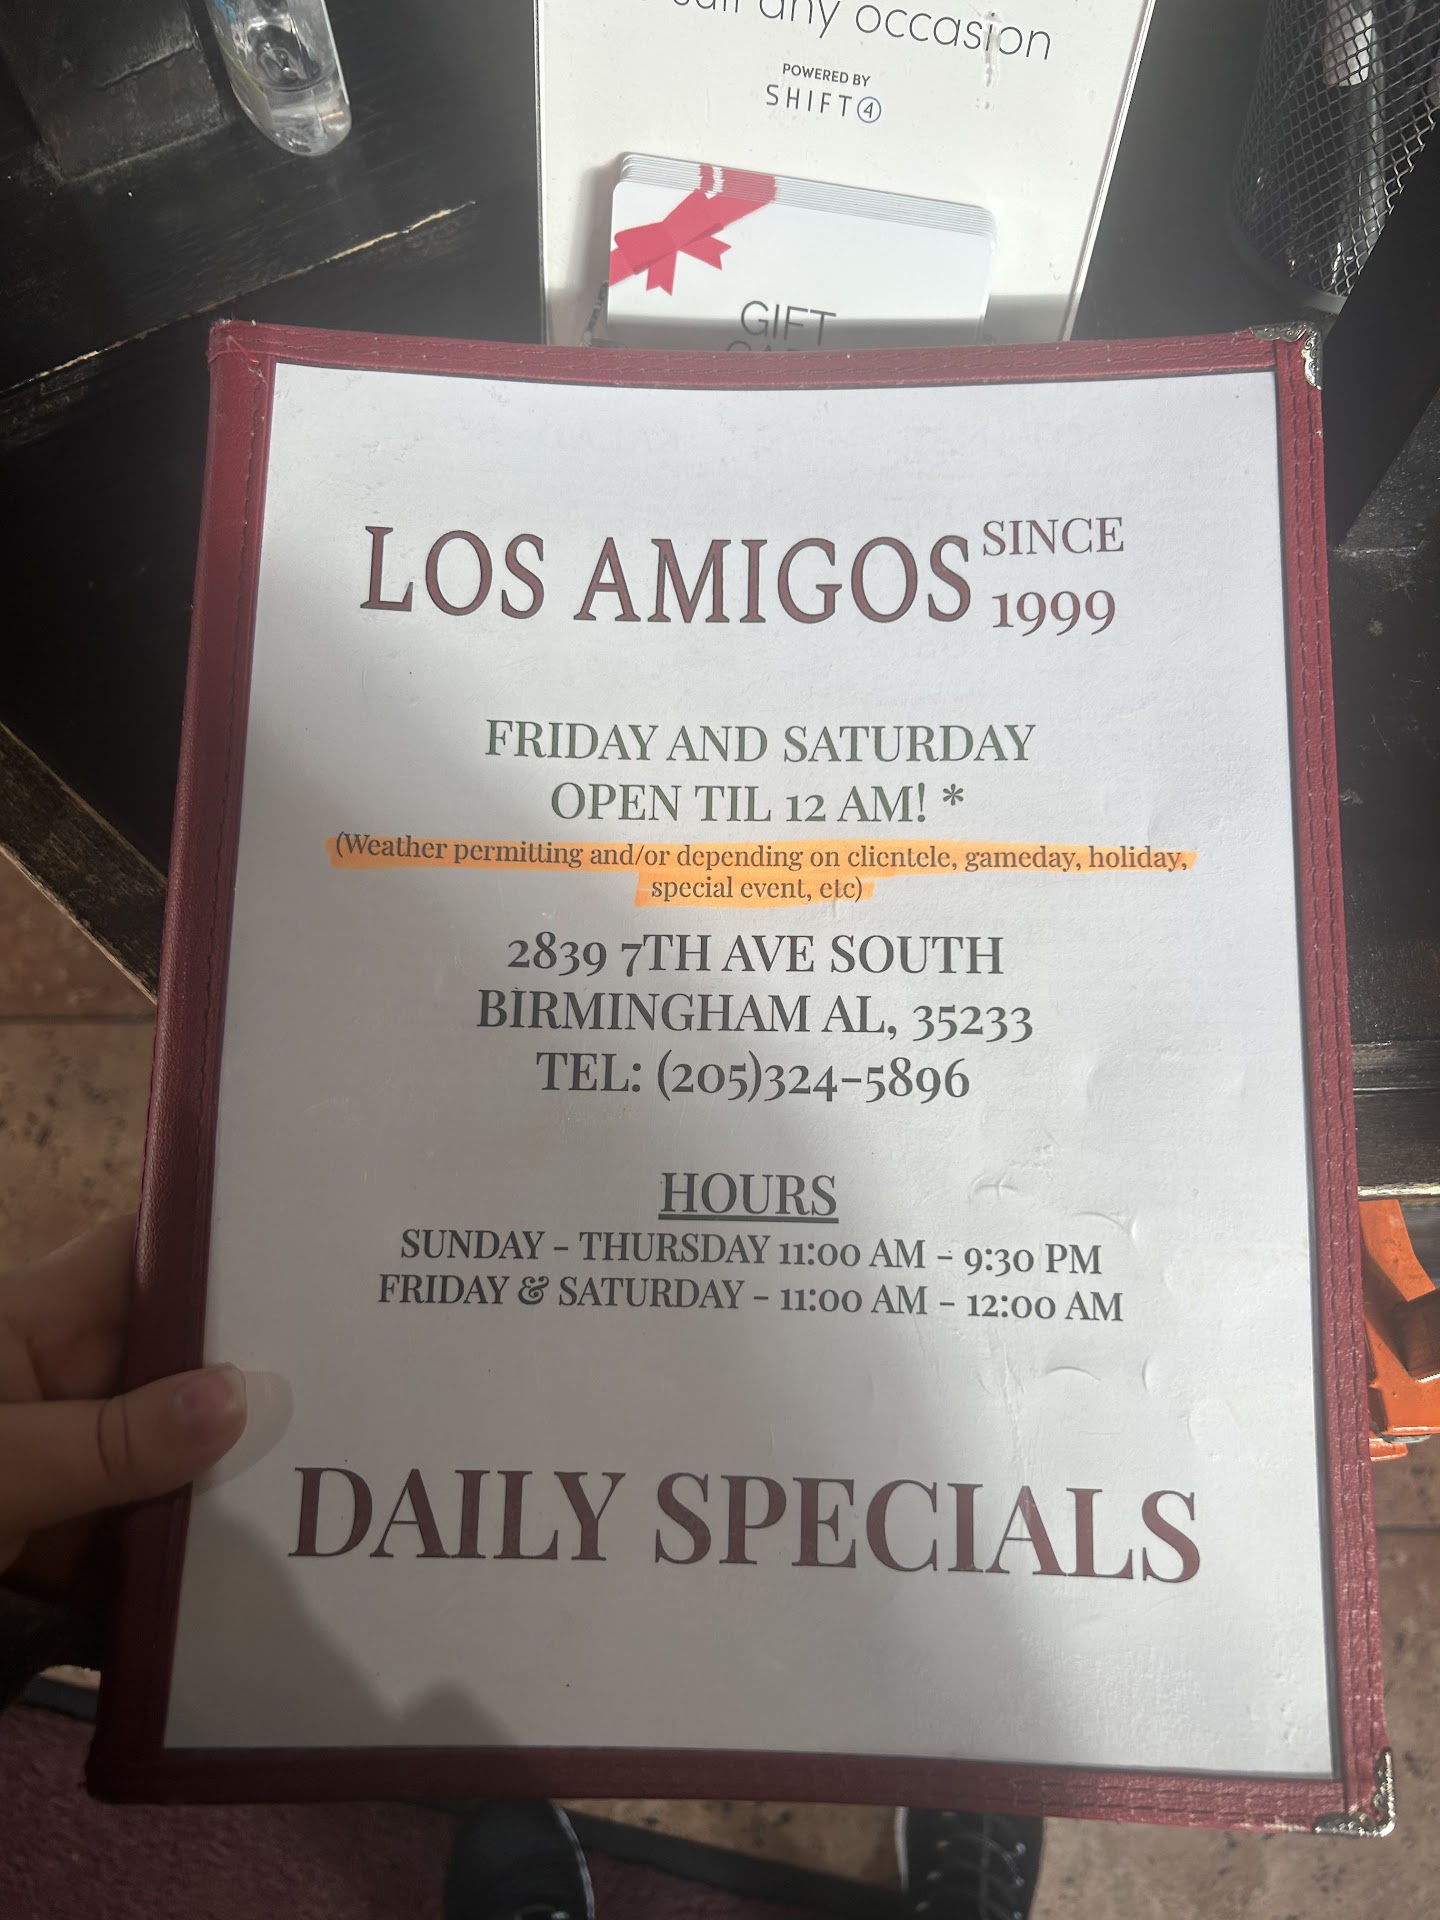 any occasion
POWERED BY
SHIFT4
GIFT
LOS AMIGOS SINCE
1999
FRIDAY AND SATURDAY
OPEN TIL 12 AM! *
(Weather permitting and/or depending on clientele, gameday, holiday,
special event, etc)
2839 7TH AVE SOUTH
BIRMINGHAM AL, 35233
TEL: (205)324-5896
HOURS
SUNDAY - THURSDAY 11:00 AM - 9:30 PM
FRIDAY & SATURDAY - 11:00 AM - 12:00 AM
DAILY SPECIALS